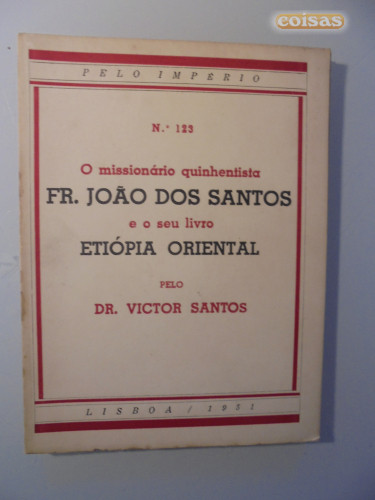 coisas
PELO IMPÉRIO
N.º 123
O missionário quinhentista
FR. JOÃO DOS SANTOS
e o seu livro
ETIÓPIA ORIENTAL
PELO
DR. VICTOR SANTOS
LISBOA / 1951